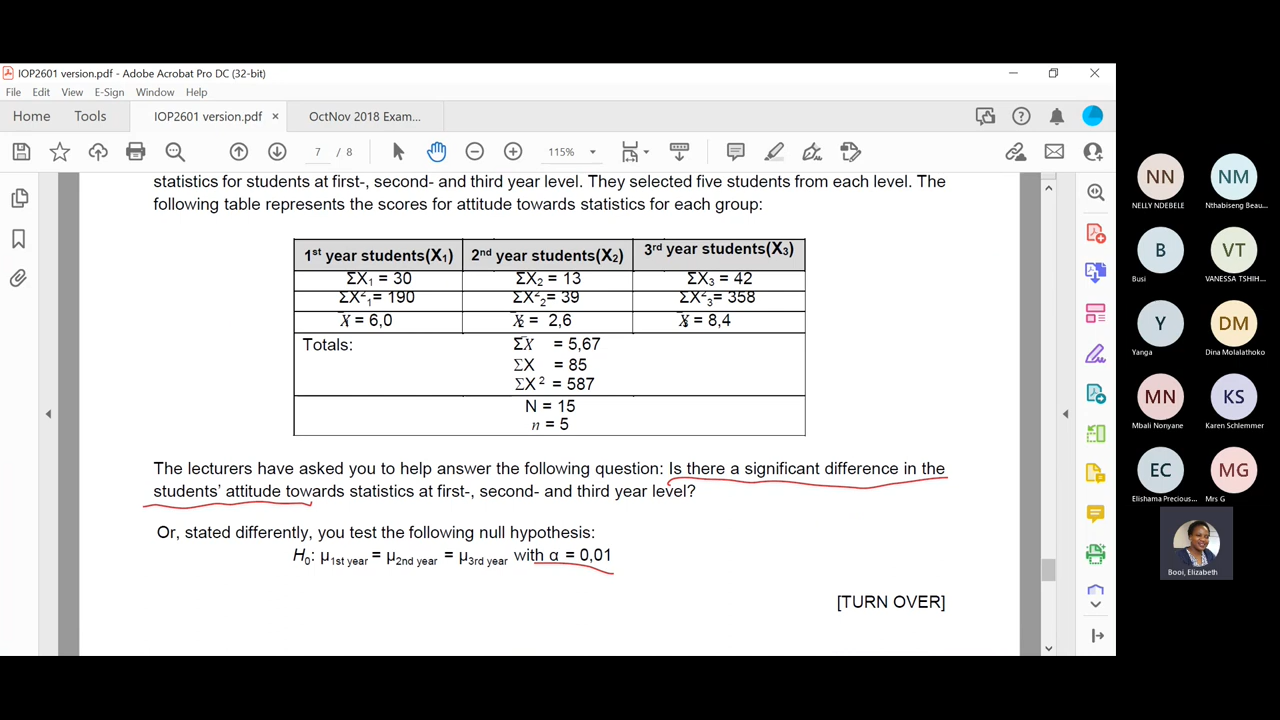 IOP2601 version.pdf - Adobe Acrobat Pro DC (32-bit)
File Edit View E-Sign Window Help
Home Tools IOP2601 version.pdf × OctNov 2018 Exam...
7 / 8 115%
statistics for students at first-, second- and third year level. They selected five students from each level. The
following table represents the scores for attitude towards statistics for each group:
1st year students(X₁) 2nd year students(X₂) 3rd year students(X₃)
ΣX₁ = 30 ΣX₂ = 13 ΣX₃ = 42
ΣX²₁= 190 ΣX²₂= 39 ΣX²₃= 358
X̄₁ = 6,0 X̄₂ = 2,6 X̄₃ = 8,4
Totals: ΣX̄ = 5,67
ΣX = 85
ΣX² = 587
N = 15
n = 5
The lecturers have asked you to help answer the following question: Is there a significant difference in the
students' attitude towards statistics at first-, second- and third year level?
Or, stated differently, you test the following null hypothesis:
H₀: μ1st year = μ2nd year = μ3rd year with α = 0,01
[TURN OVER]
NN NM
NELLY NDEBELE Nthabiseng Beau...
B VT
Busi VANESSA TSHIH...
Y DM
Yanga Dina Molalathoko
MN KS
Mbali Nonyane Karen Schlemmer
EC MG
Elishama Precious... Mrs G
Booi, Elizabeth